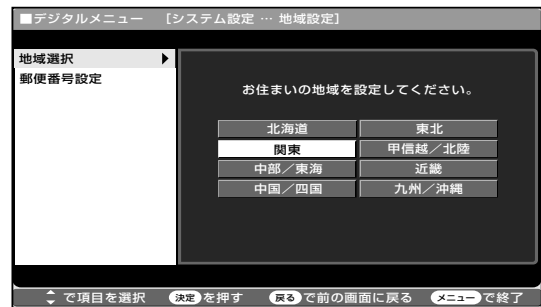 ■デジタルメニュー [システム設定 … 地域設定]
地域選択 ▶
郵便番号設定
お住まいの地域を設定してください。
北海道 東北
関東 甲信越／北陸
中部／東海 近畿
中国／四国 九州／沖縄
で項目を選択 決定を押す 戻るで前の画面に戻る メニューで終了